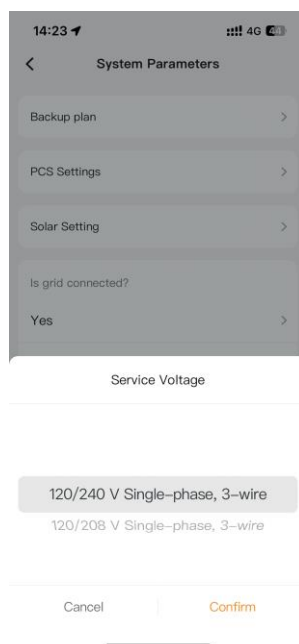 14:23 4G
System Parameters
Backup plan
PCS Settings
Solar Setting
Is grid connected?
Yes
Service Voltage
120/240 V Single-phase, 3-wire
120/208 V Single-phase, 3-wire
Cancel Confirm